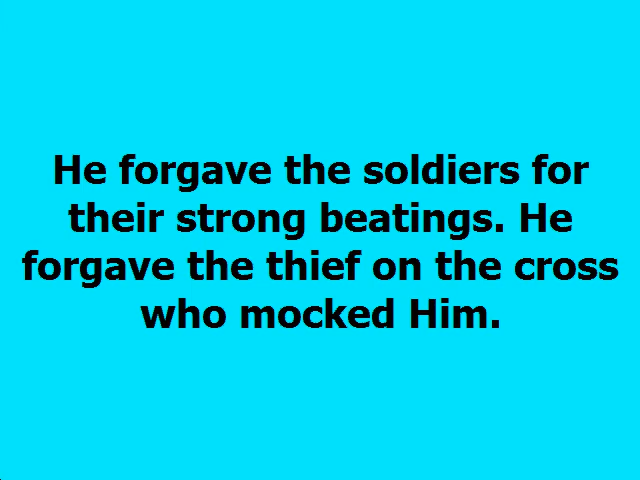 He forgave the soldiers for
their strong beatings. He
forgave the thief on the cross
who mocked Him.